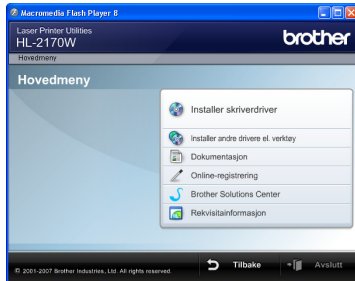 Macromedia Flash Player 8
Laser Printer Utilities
HL-2170W
brother
Hovedmeny
Hovedmeny
Installer skriverdriver
Installer andre drivere el. verktøy
Dokumentasjon
Online-registrering
Brother Solutions Center
Rekvisitainformasjon
© 2001-2007 Brother Industries, Ltd. All rights reserved.
Tilbake
Avslutt